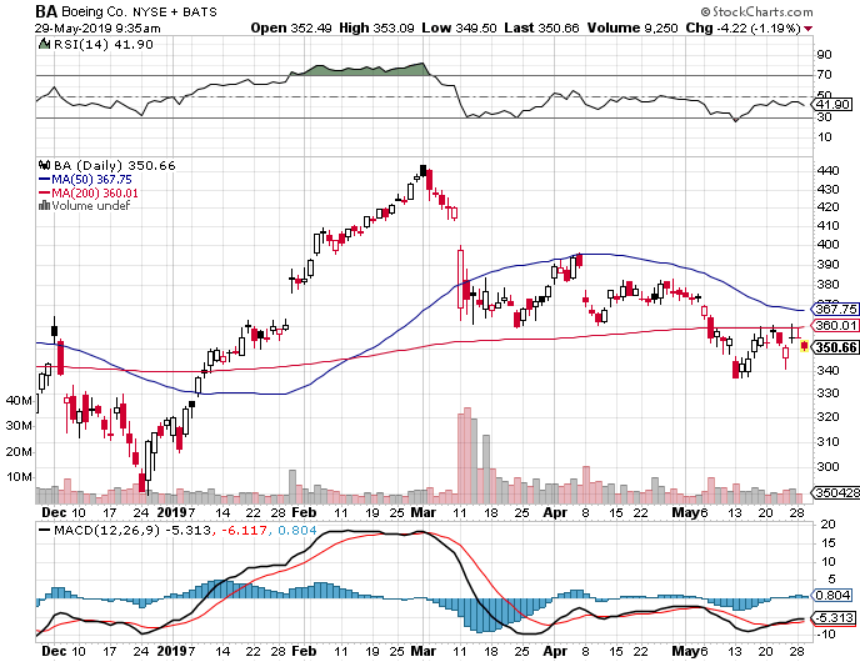 BA Boeing Co. NYSE + BATS
© StockCharts.com
29-May-2019 9:35am
Open 352.49 High 353.09 Low 349.50 Last 350.66 Volume 9,250 Chg -4.22 (-1.19%)
RSI(14) 41.90
90
70
50
41.90
30
10
BA (Daily) 350.66
MA(50) 367.75
MA(200) 360.01
Volume undef
440
430
420
410
400
390
380
367.75
360.01
350.66
340
330
320
310
300
40M
30M
20M
10M
350428
Dec 10 17 24 2019 7 14 22 28 Feb 11 19 25 Mar 11 18 25 Apr 8 15 22 May 6 13 20 28
MACD(12,26,9) -5.313, -6.117, 0.804
20
15
10
5
0.804
-5.313
-10
Dec 10 17 24 2019 7 14 22 28 Feb 11 19 25 Mar 11 18 25 Apr 8 15 22 May 6 13 20 28